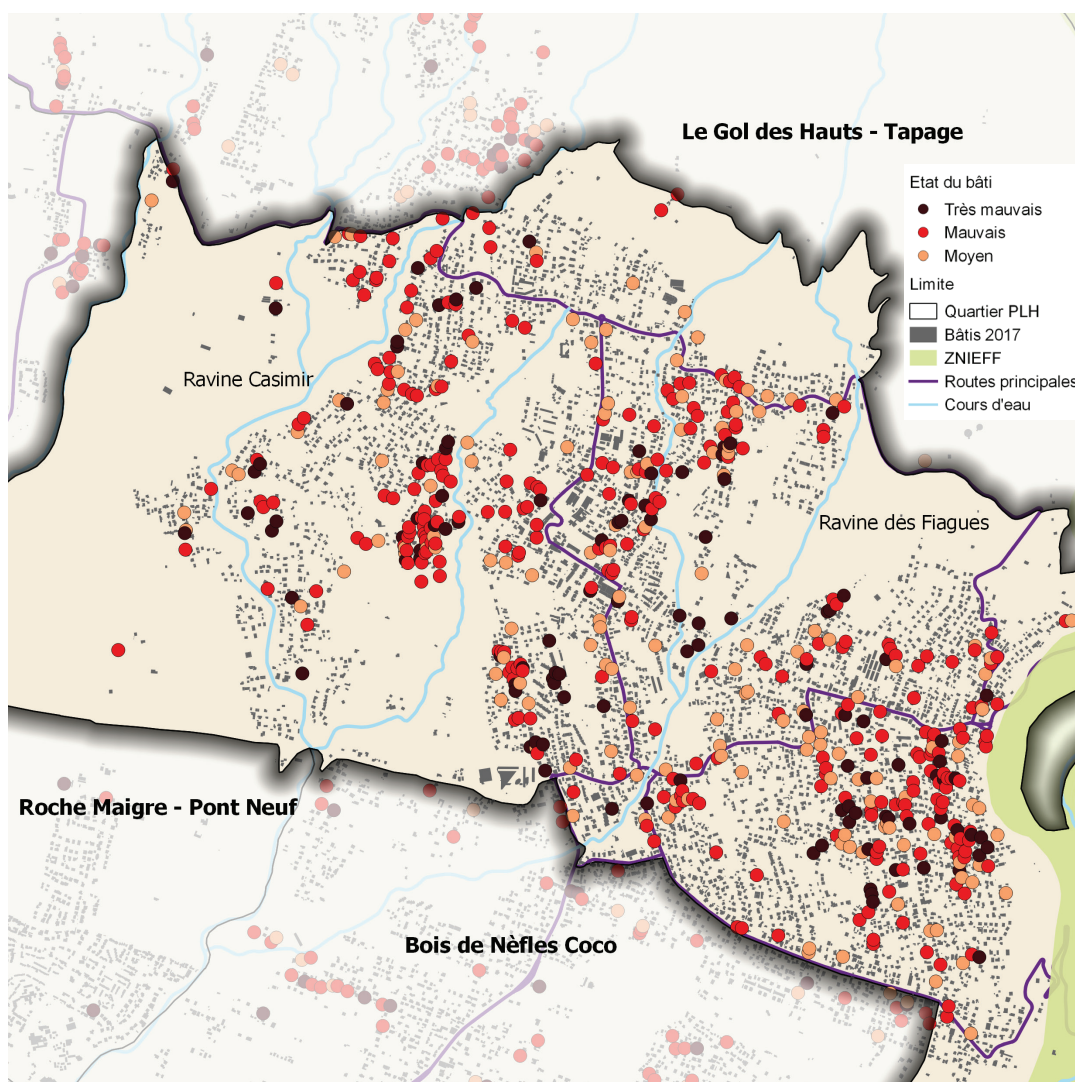 Le Gol des Hauts - Tapage
Etat du bâti
Très mauvais
Mauvais
Moyen
Limite
Quartier PLH
Bâtis 2017
ZNIEFF
Routes principales
Cours d'eau
Ravine Casimir
Ravine des Fiagues
Roche Maigre - Pont Neuf
Bois de Nèfles Coco